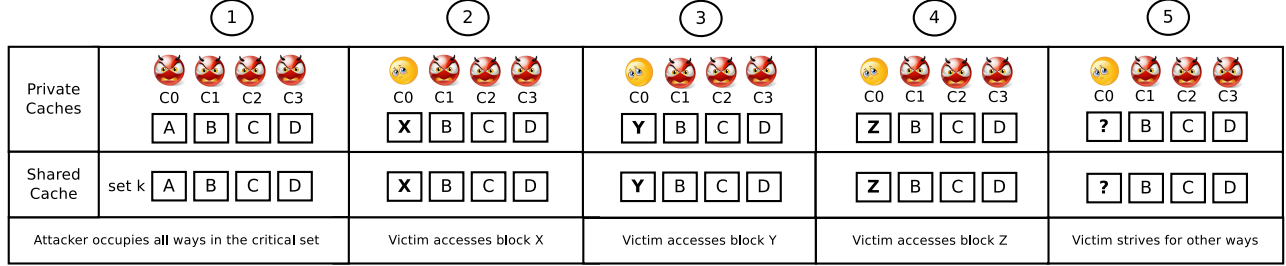 1 2 3 4 5
Private
Caches
C0 C1 C2 C3 C0 C1 C2 C3 C0 C1 C2 C3 C0 C1 C2 C3 C0 C1 C2 C3
A B C D X B C D Y B C D Z B C D ? B C D
Shared
Cache
set k A B C D X B C D Y B C D Z B C D ? B C D
Attacker occupies all ways in the critical set Victim accesses block X Victim accesses block Y Victim accesses block Z Victim strives for other ways